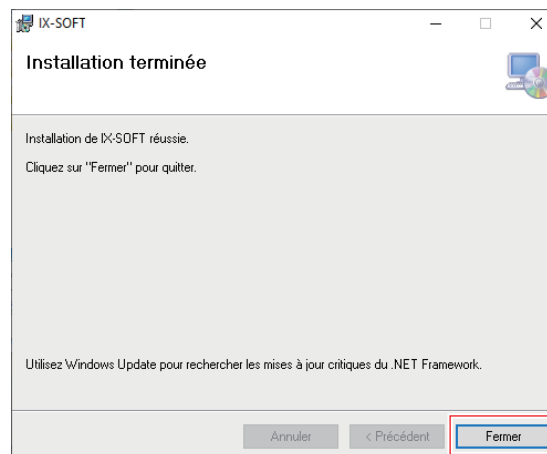 IX-SOFT
Installation terminée
Installation de IX-SOFT réussie.
Cliquez sur "Fermer" pour quitter.
Utilisez Windows Update pour rechercher les mises à jour critiques du .NET Framework.
Annuler
< Précédent
Fermer